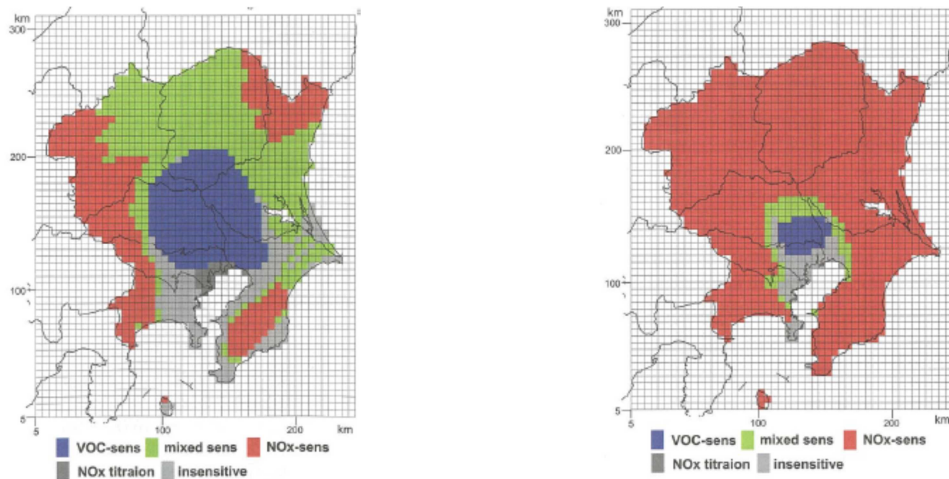 km
300
200
100
5
5
100
200
km
VOC-sens
mixed sens
NOx-sens
NOx titraion
insensitive
km
300
200
100
5
5
100
200
km
VOC-sens
mixed sens
NOx-sens
NOx titraion
insensitive